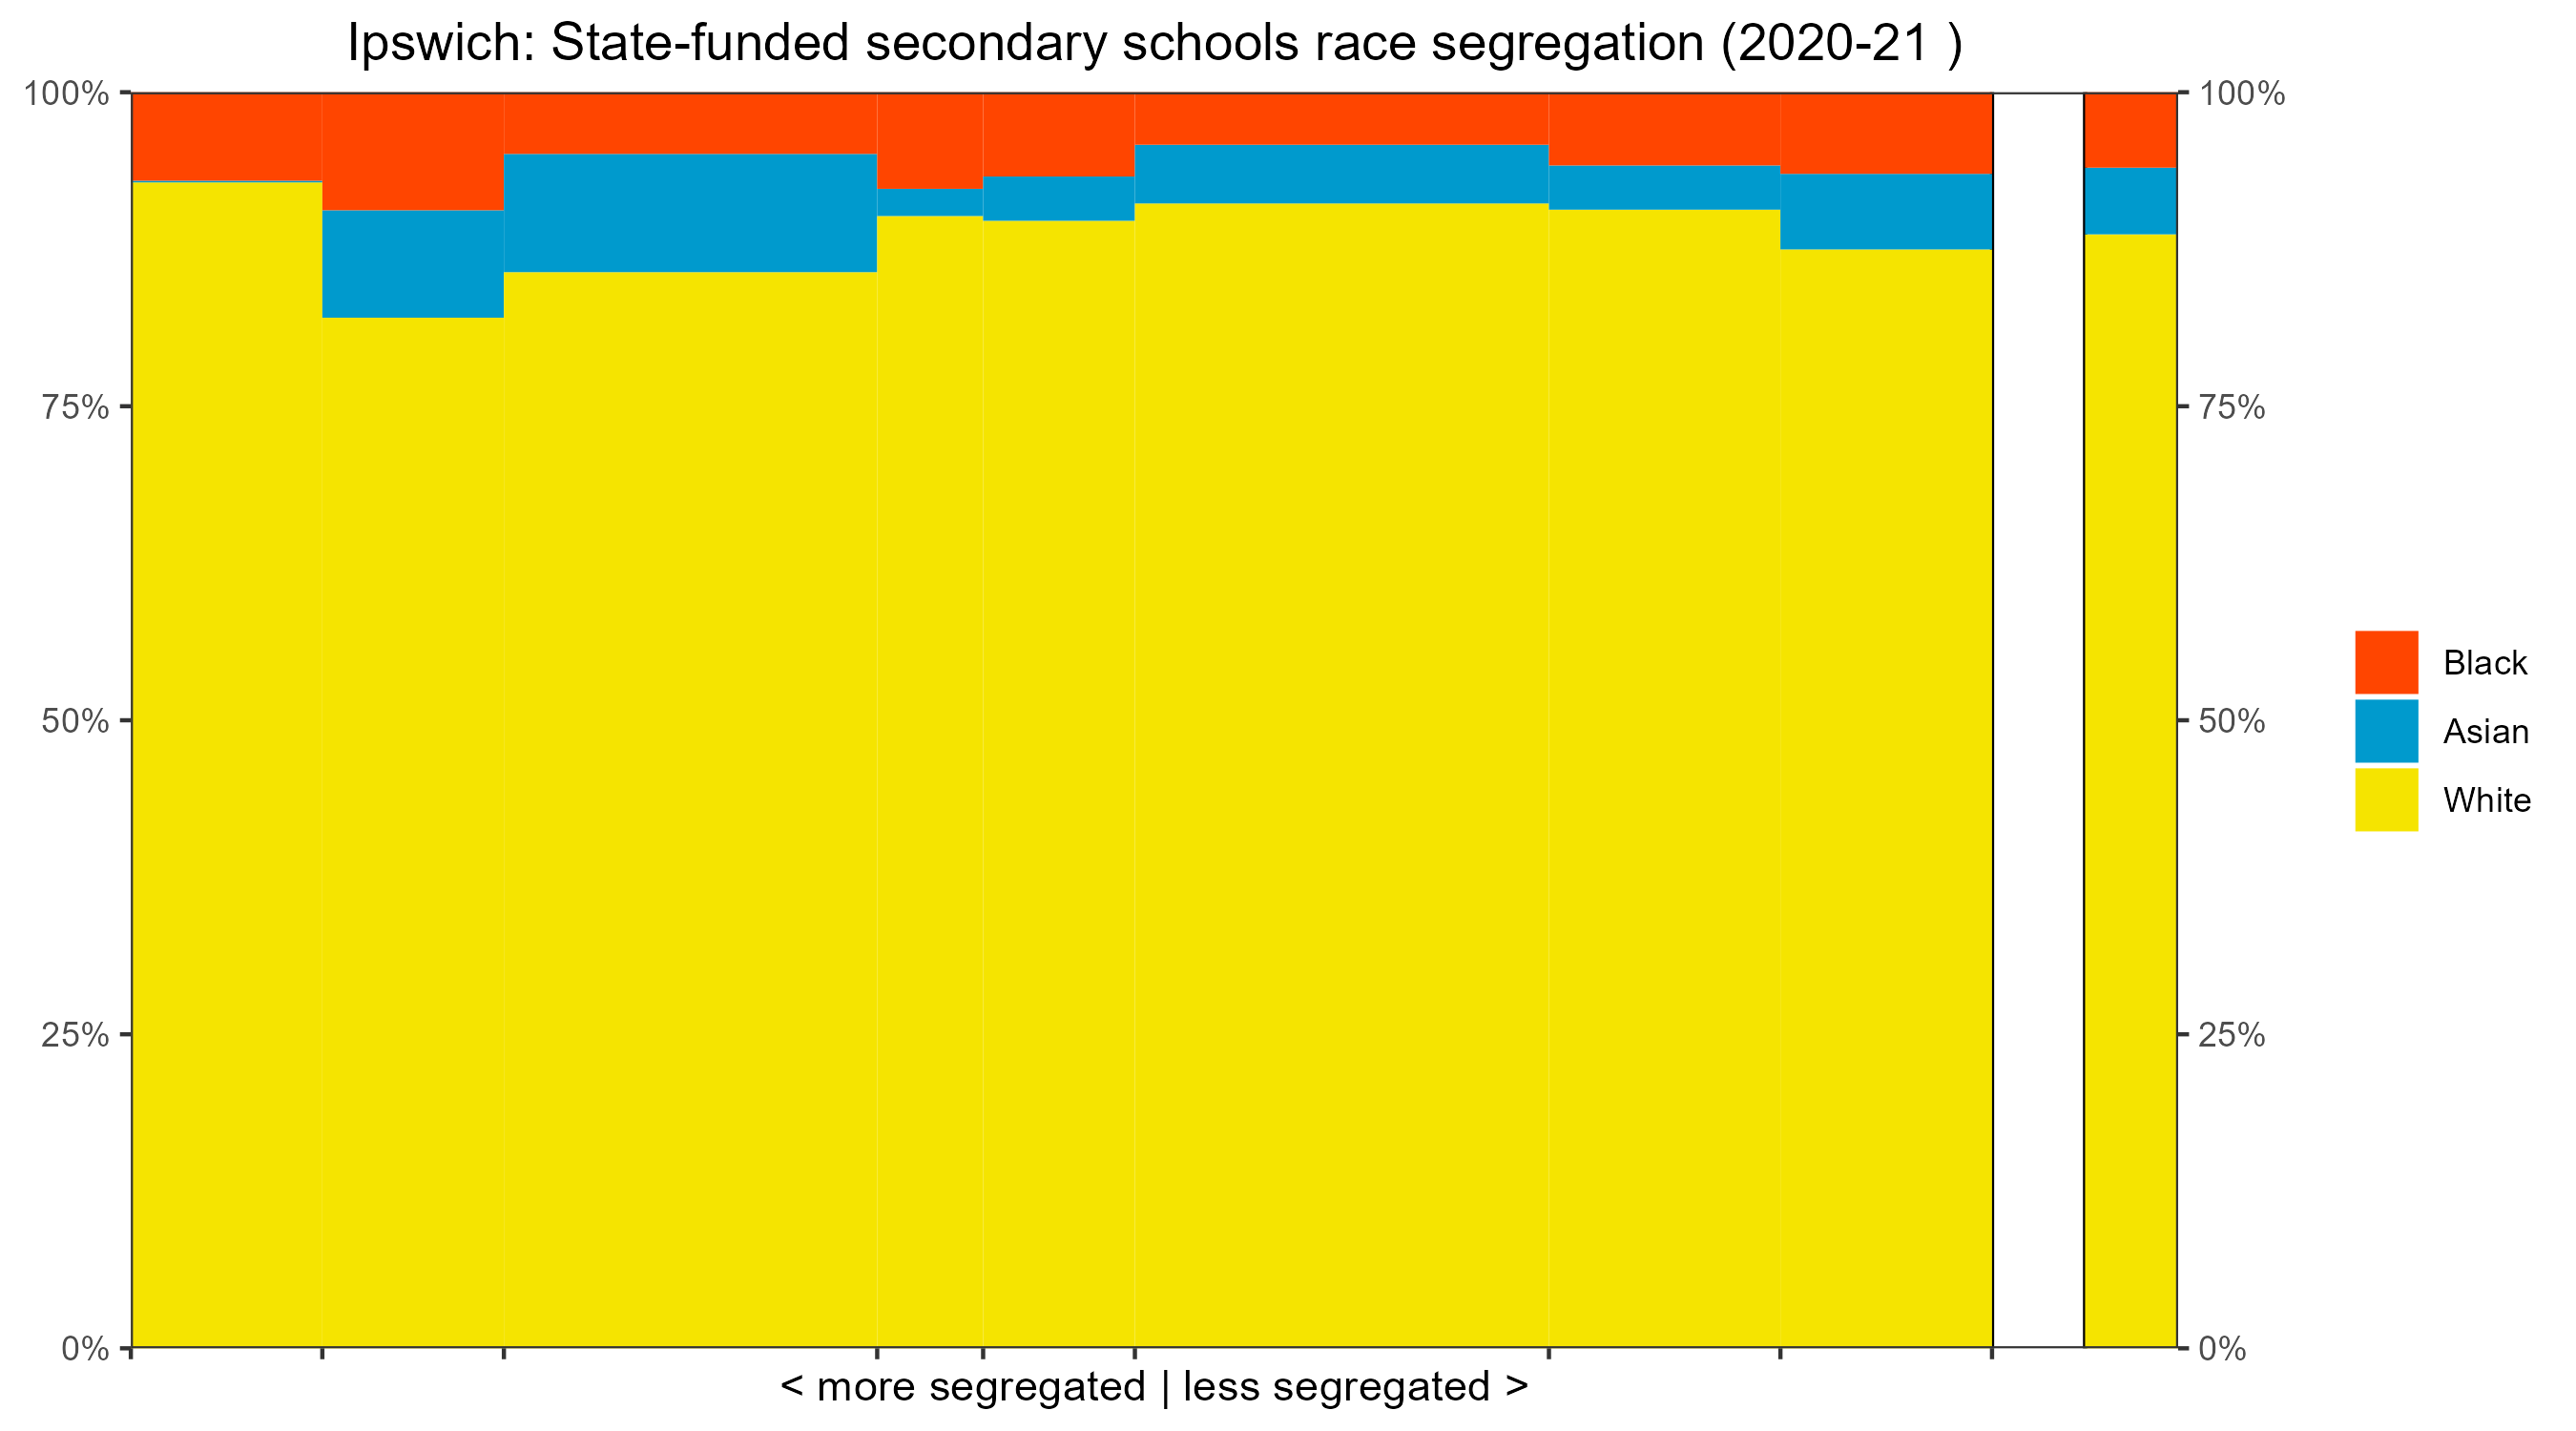 Ipswich: State-funded secondary schools race segregation (2020-21 )
100%
75%
50%
25%
0%
100%
75%
50%
25%
0%
Black
Asian
White
< more segregated | less segregated >